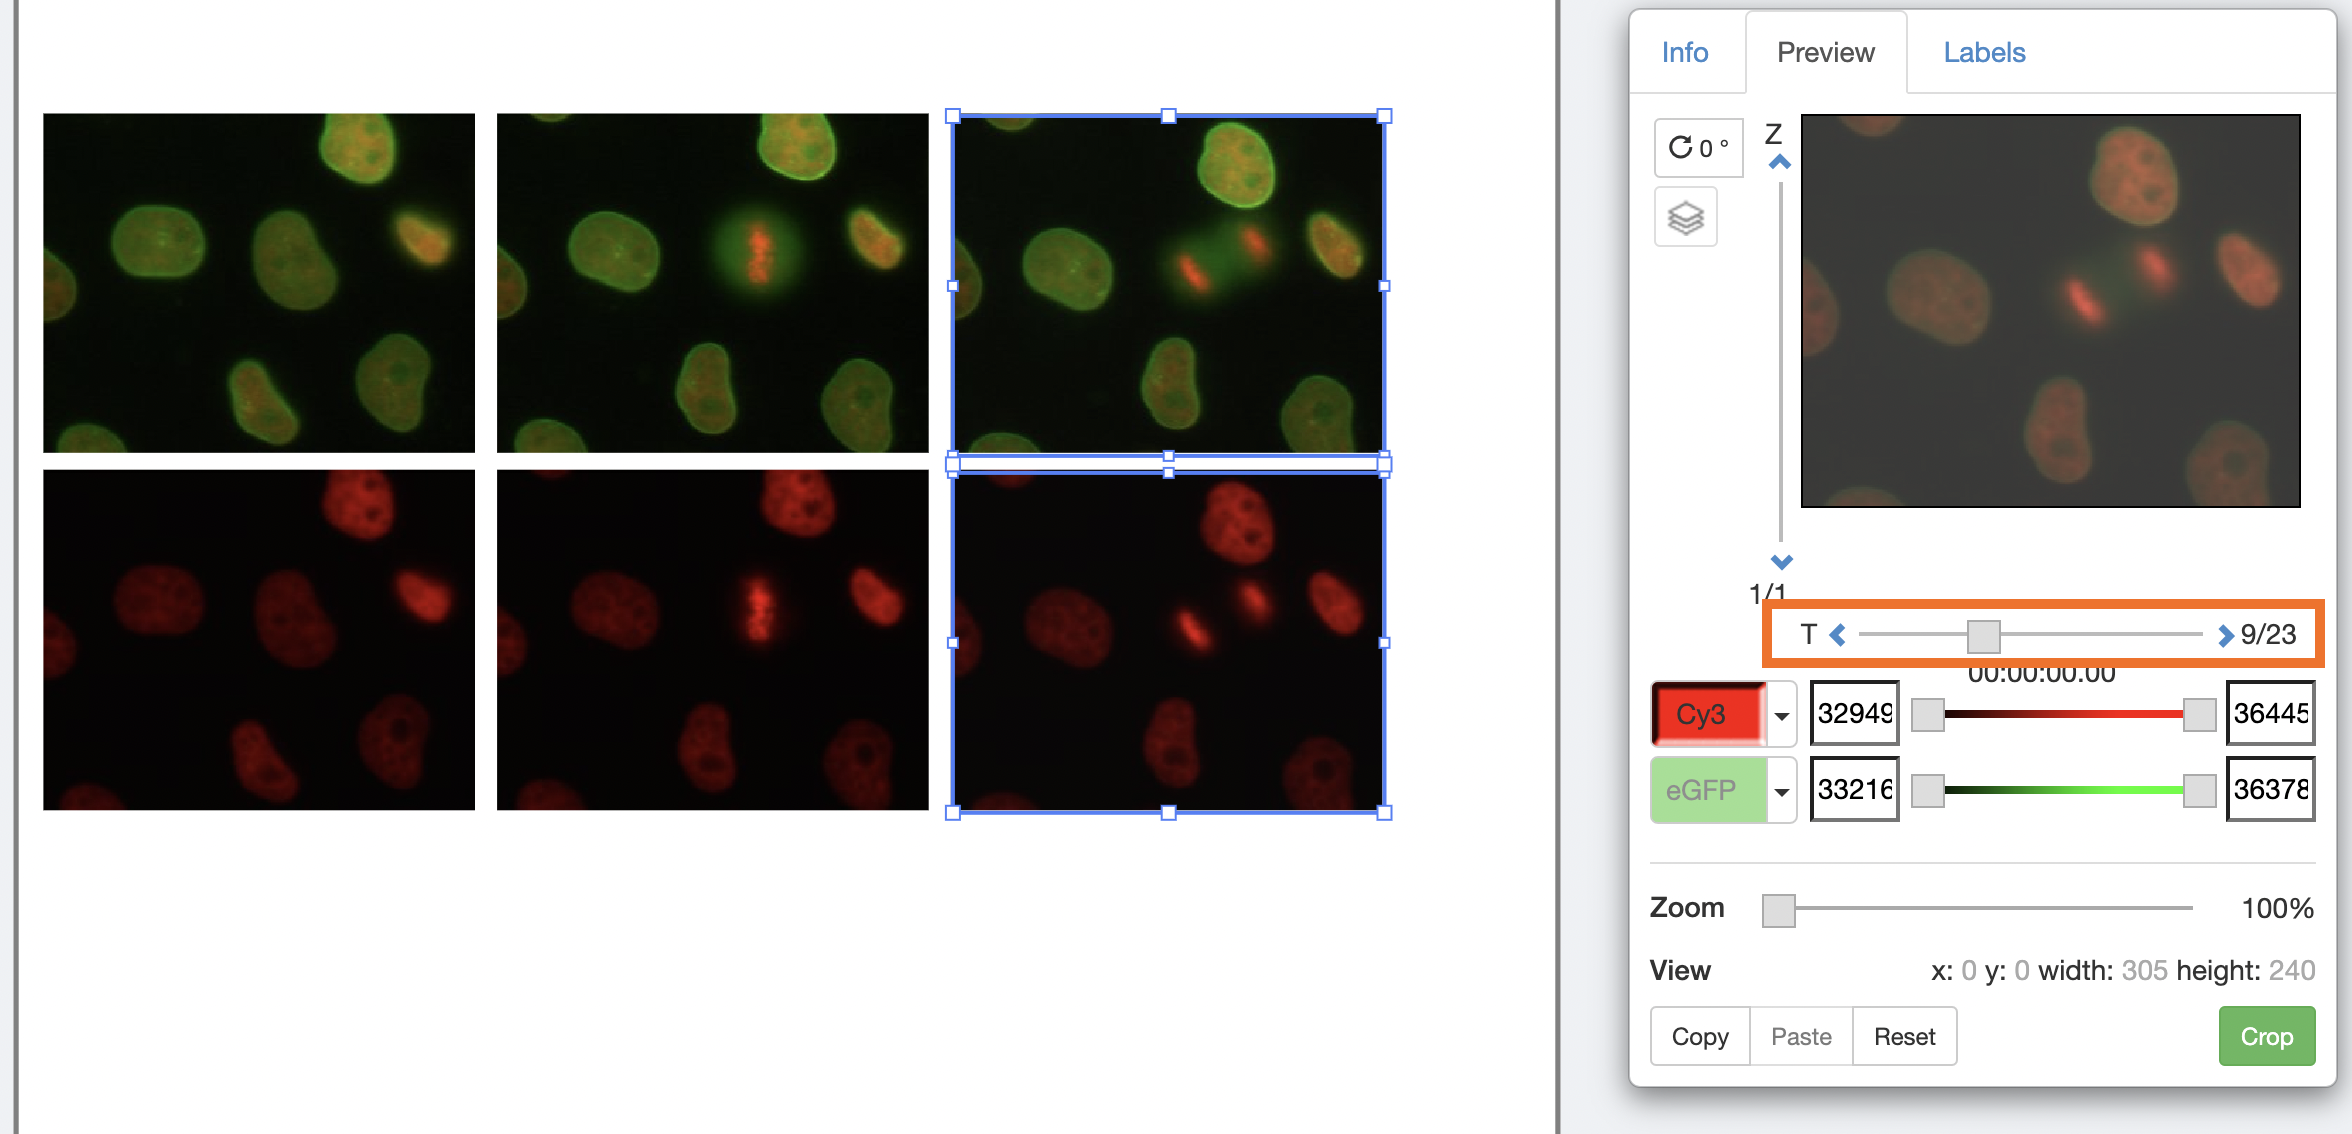 Info Preview Labels
0 °
Z
1/1
T 9/23
00:00:00.00
Cy3 32949 36445
eGFP 33216 36378
Zoom 100%
View x: 0 y: 0 width: 305 height: 240
Copy Paste Reset Crop